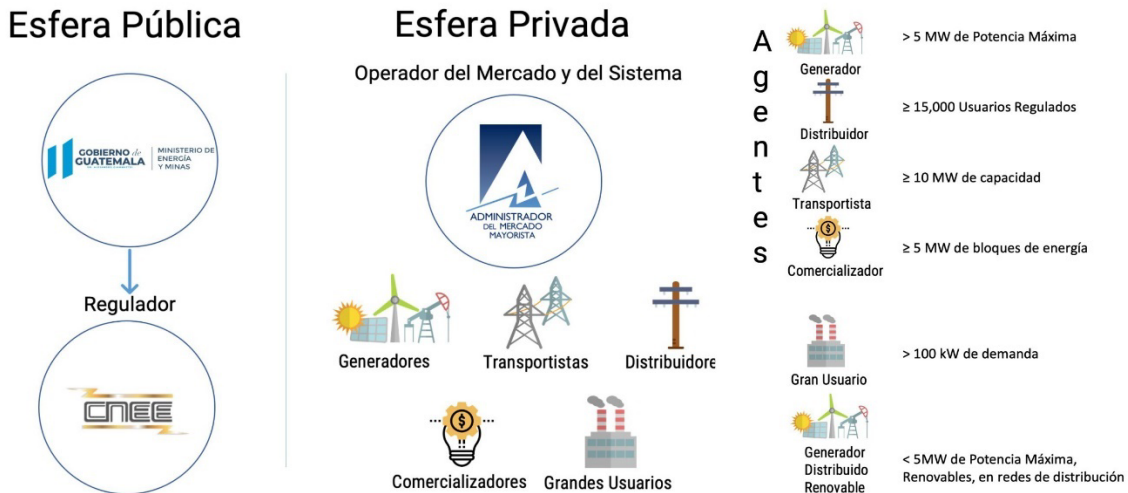 Esfera Pública
GOBIERNO de
GUATEMALA
MINISTERIO DE
ENERGÍA
Y MINAS
Regulador
CNEE
Esfera Privada
Operador del Mercado y del Sistema
ADMINISTRADOR
DEL MERCADO
MAYORISTA
Generadores
Transportistas
Distribuidore
Comercializadores
Grandes Usuarios
Agentes
Generador
> 5 MW de Potencia Máxima
Distribuidor
≥ 15,000 Usuarios Regulados
Transportista
≥ 10 MW de capacidad
Comercializador
≥ 5 MW de bloques de energía
Gran Usuario
> 100 kW de demanda
Generador
Distribuido
Renovable
< 5MW de Potencia Máxima,
Renovables, en redes de distribución